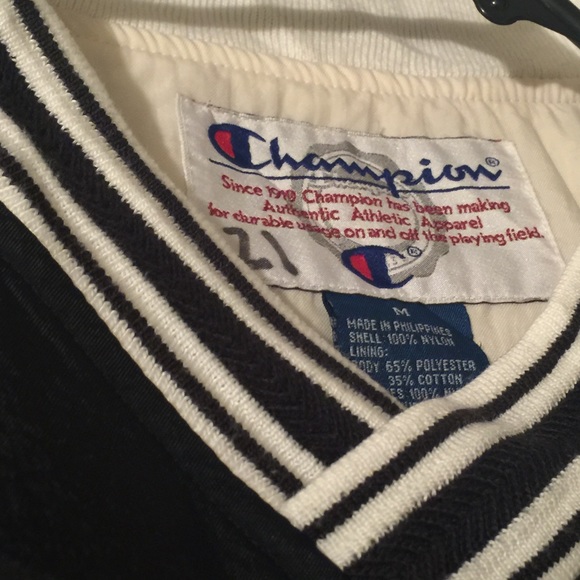 Champion®
Since 1919 Champion has been making
Authentic Athletic Apparel
for durable usage on and off the playing field.
21
M
MADE IN PHILIPPINES
SHELL: 100% NYLON
LINING:
BODY 65% POLYESTER
35% COTTON
100%